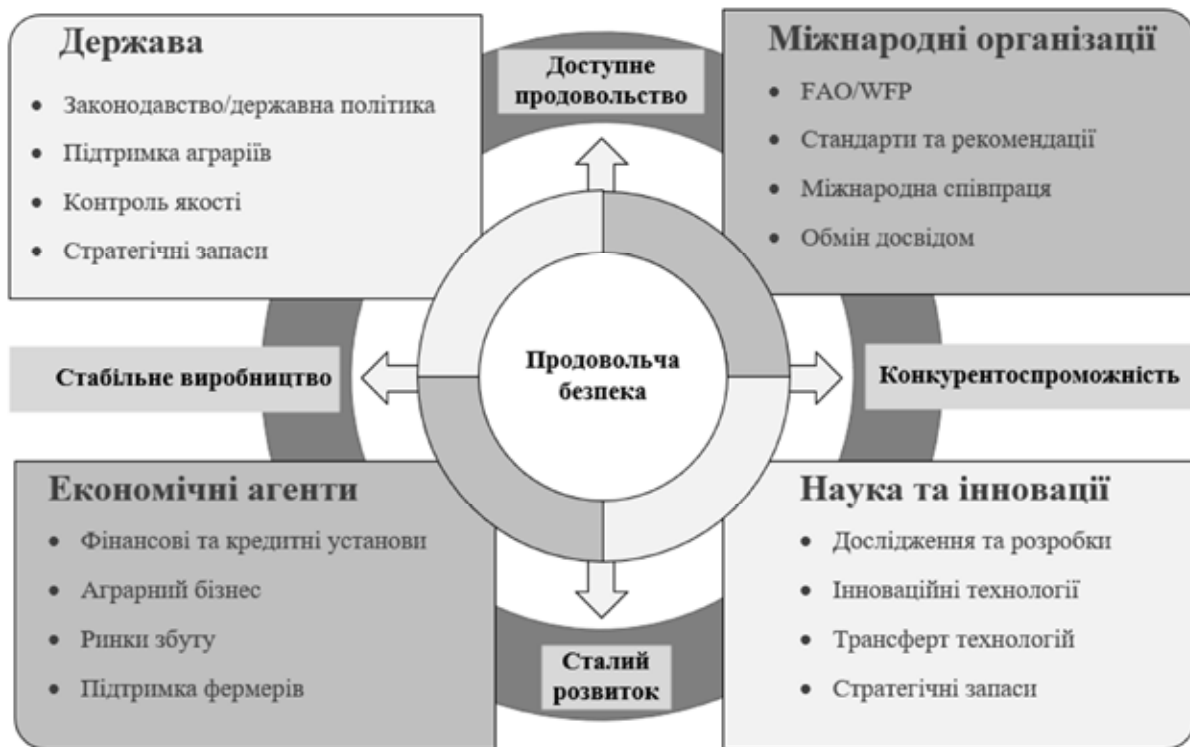 Держава
Законодавство/державна політика
Підтримка аграріїв
Контроль якості
Стратегічні запаси
Доступне
продовольство
Міжнародні організації
FAO/WFP
Стандарти та рекомендації
Міжнародна співпраця
Обмін досвідом
Стабільне виробництво
Продовольча
безпека
Конкурентоспроможність
Економічні агенти
Фінансові та кредитні установи
Аграрний бізнес
Ринки збуту
Підтримка фермерів
Сталий
розвиток
Наука та інновації
Дослідження та розробки
Інноваційні технології
Трансферт технологій
Стратегічні запаси